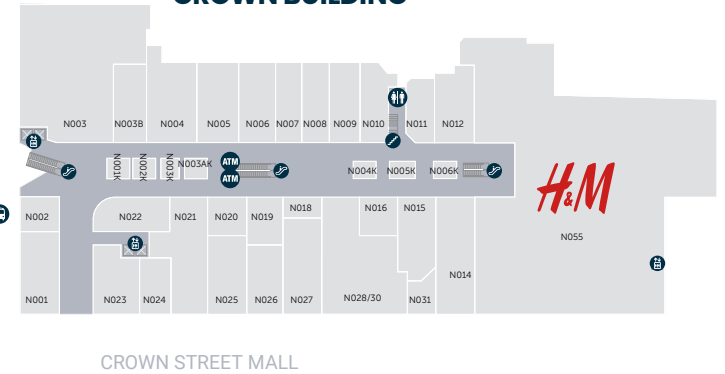 CROWN BUILDING
N003
N003B
N004
N005
N006
N007
N008
N009
N010
N011
N012
N001K
N002K
N003K
N003AK
ATM
ATM
N004K
N005K
N006K
H&M
N055
N002
N022
N021
N020
N019
N018
N016
N015
N014
N001
N023
N024
N025
N026
N027
N028/30
N031
CROWN STREET MALL